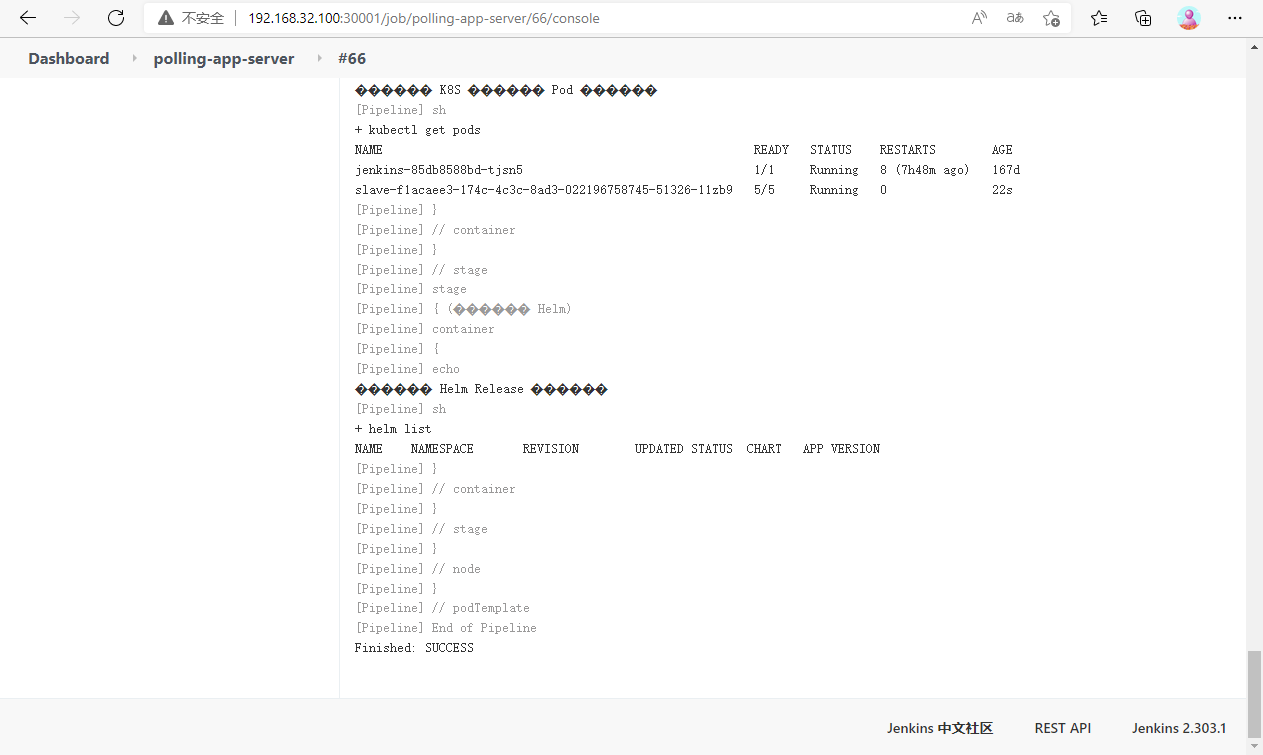 不安全 192.168.32.100:30001/job/polling-app-server/66/console
Dashboard polling-app-server #66
������ K8S ������ Pod ������
[Pipeline] sh
+ kubectl get pods
NAME READY STATUS RESTARTS AGE
jenkins-85db8588bd-tjsn5 1/1 Running 8 (7h48m ago) 167d
slave-f1acaee3-174c-4c3c-8ad3-022196758745-51326-11zb9 5/5 Running 0 22s
[Pipeline] }
[Pipeline] // container
[Pipeline] }
[Pipeline] // stage
[Pipeline] stage
[Pipeline] { (������ Helm)
[Pipeline] container
[Pipeline] {
[Pipeline] echo
������ Helm Release ������
[Pipeline] sh
+ helm list
NAME NAMESPACE REVISION UPDATED STATUS CHART APP VERSION
[Pipeline] }
[Pipeline] // container
[Pipeline] }
[Pipeline] // stage
[Pipeline] }
[Pipeline] // node
[Pipeline] }
[Pipeline] // podTemplate
[Pipeline] End of Pipeline
Finished: SUCCESS
Jenkins 中文社区 REST API Jenkins 2.303.1